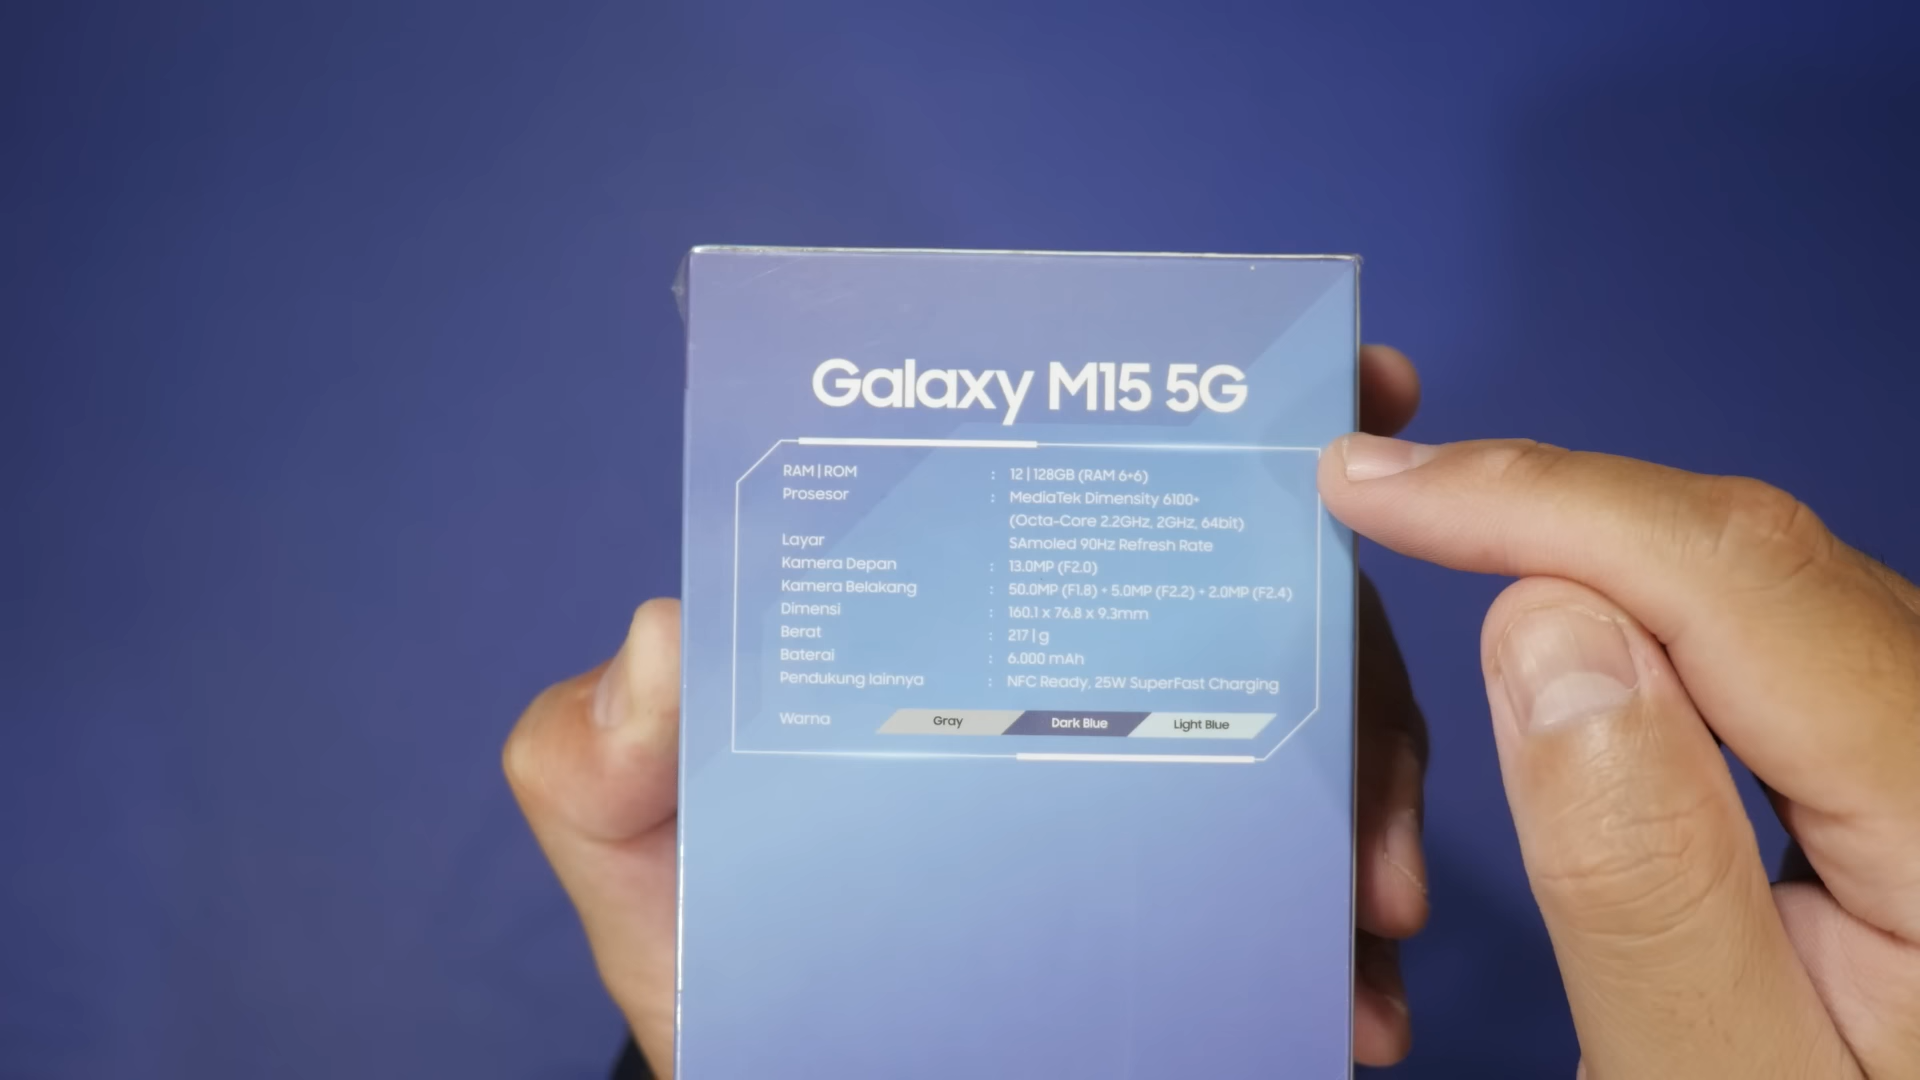 Galaxy M15 5G
RAM | ROM : 12 | 128GB (RAM 6+6)
Prosesor : MediaTek Dimensity 6100+
(Octa-Core 2.2GHz, 2GHz, 64bit)
Layar SAmoled 90Hz Refresh Rate
Kamera Depan : 13.0MP (F2.0)
Kamera Belakang : 50.0MP (F1.8) + 5.0MP (F2.2) + 2.0MP (F2.4)
Dimensi : 160.1 x 76.8 x 9.3mm
Berat : 217 | g
Baterai : 6.000 mAh
Pendukung lainnya : NFC Ready, 25W SuperFast Charging
Warna Gray Dark Blue Light Blue